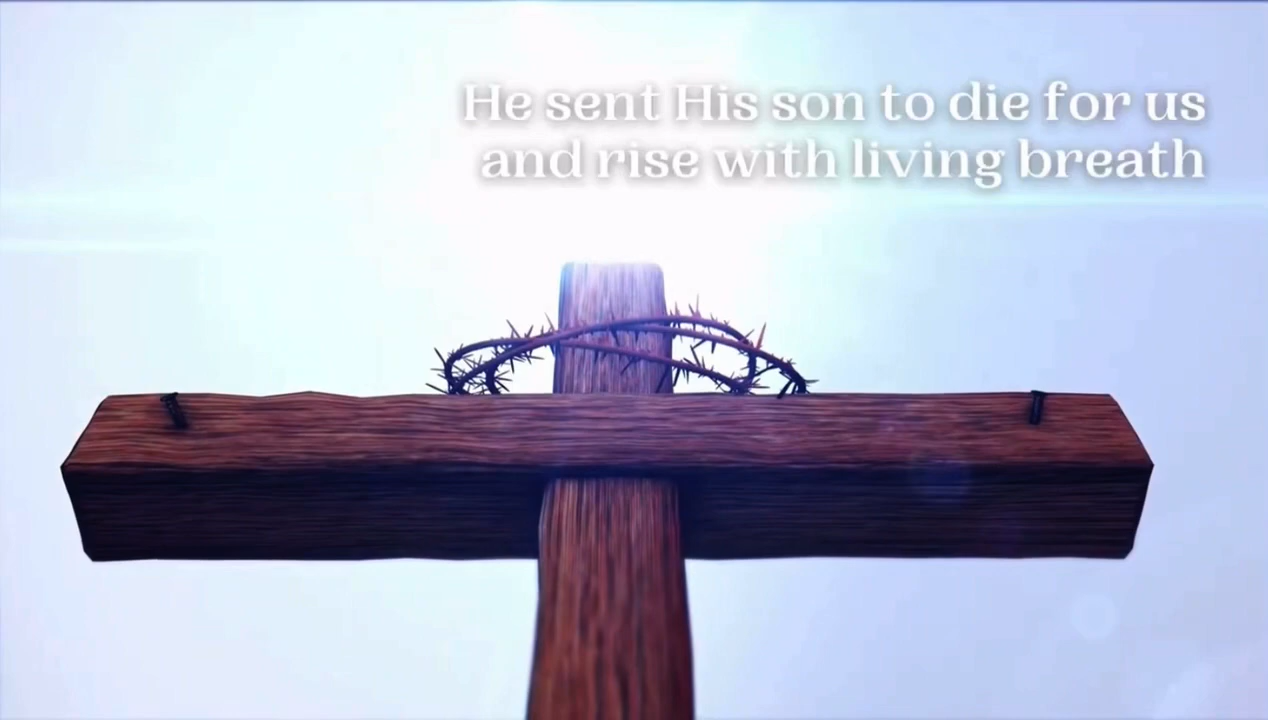 He sent His son to die for us
and rise with living breath